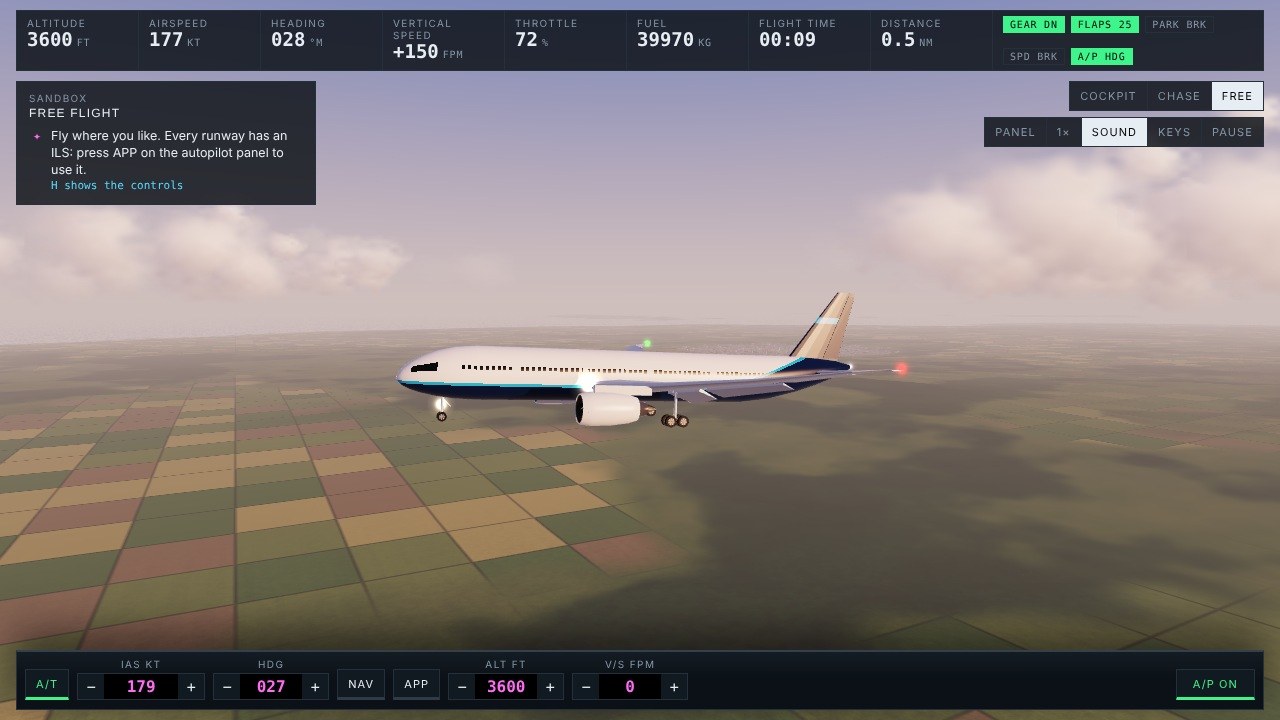 ALTITUDE
3600 FT
AIRSPEED
177 KT
HEADING
028 °M
VERTICAL
SPEED
+150 FPM
THROTTLE
72 %
FUEL
39970 KG
FLIGHT TIME
00:09
DISTANCE
0.5 NM
GEAR DN FLAPS 25 PARK BRK
SPD BRK A/P HDG
COCKPIT CHASE FREE
PANEL 1× SOUND KEYS PAUSE
SANDBOX
FREE FLIGHT
✦ Fly where you like. Every runway has an
ILS: press APP on the autopilot panel to
use it.
H shows the controls
A/T
IAS KT
− 179 +
HDG
− 027 +
NAV
APP
ALT FT
− 3600 +
V/S FPM
− 0 +
A/P ON